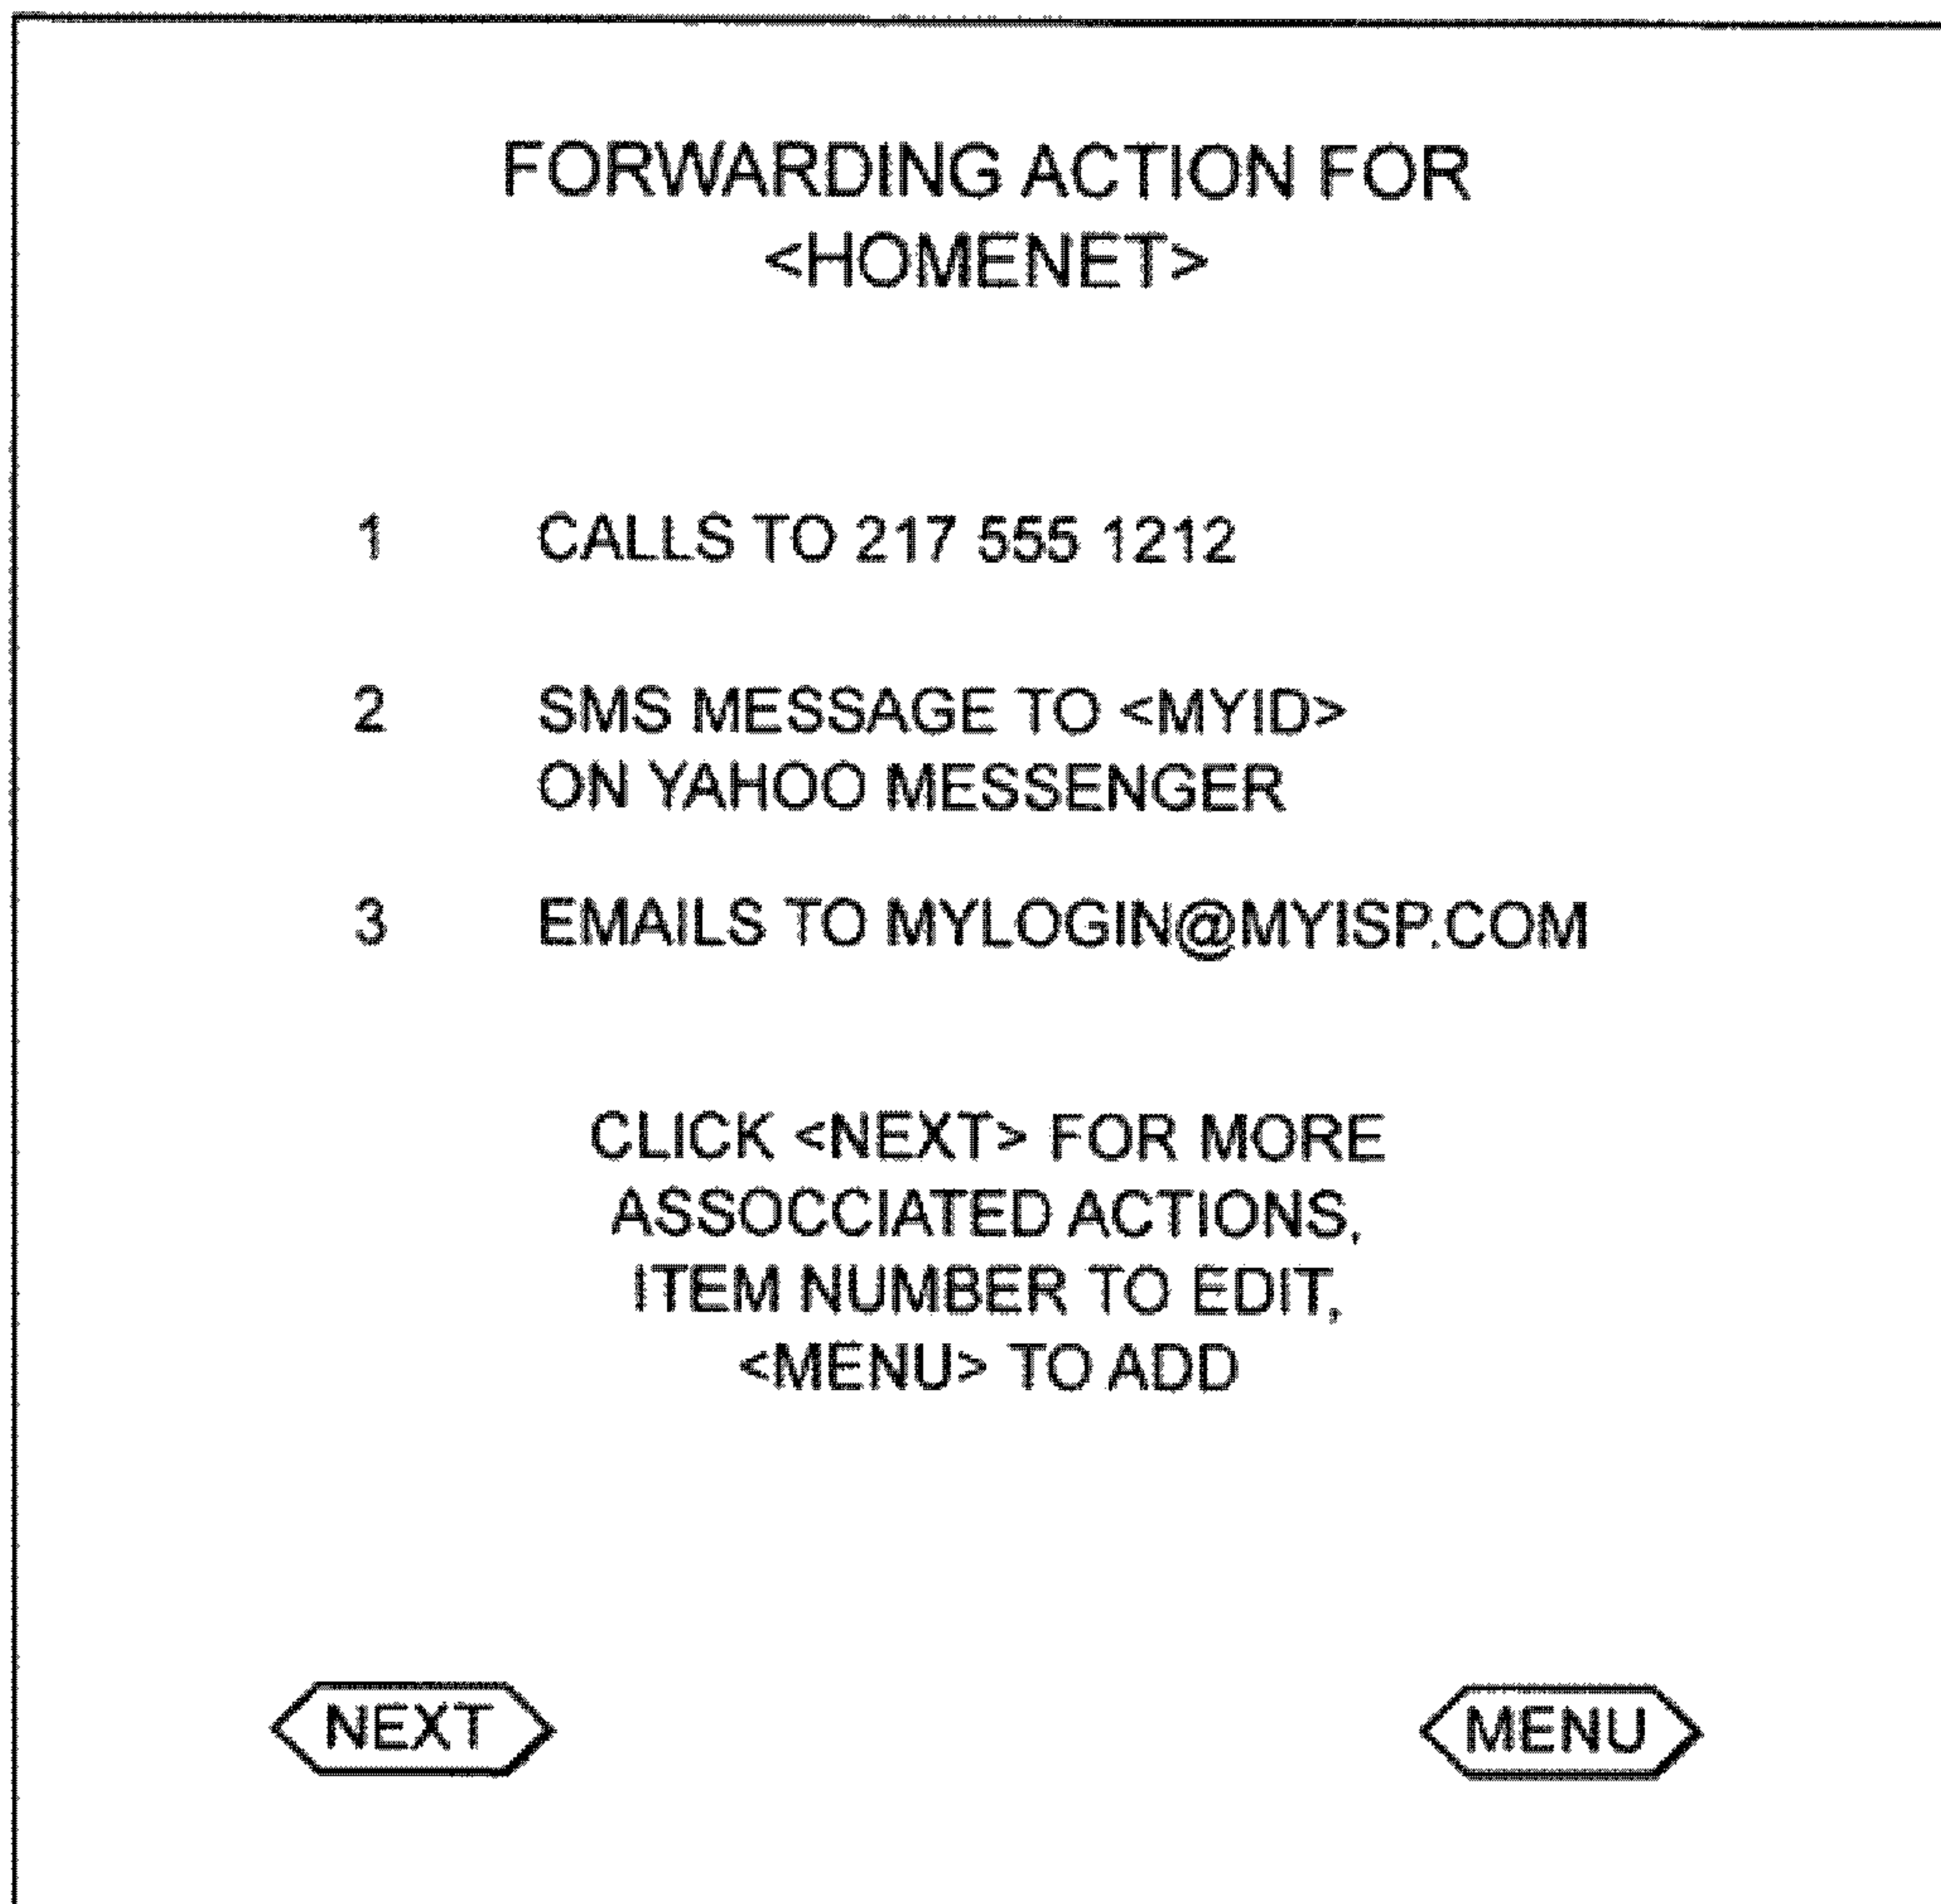 FORWARDING ACTION FOR
<HOMENET>
1 CALLS TO 217 555 1212
2 SMS MESSAGE TO <MYID>
ON YAHOO MESSENGER
3 EMAILS TO MYLOGIN@MYISP.COM
CLICK <NEXT> FOR MORE
ASSOCCIATED ACTIONS,
ITEM NUMBER TO EDIT,
<MENU> TO ADD
NEXT MENU